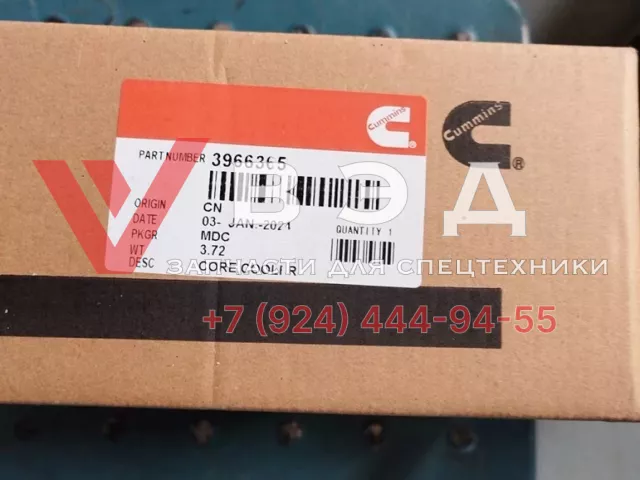 Cummins
®
Cummins
®
PART NUMBER 3966365
ORIGIN CN
DATE 03- JAN.-2021
QUANTITY 1
PKGR MDC
WT 3.72
DESC CORE,COOLER
ВЭД
ЗАПЧАСТИ ДЛЯ СПЕЦТЕХНИКИ
+7 (924) 444-94-55